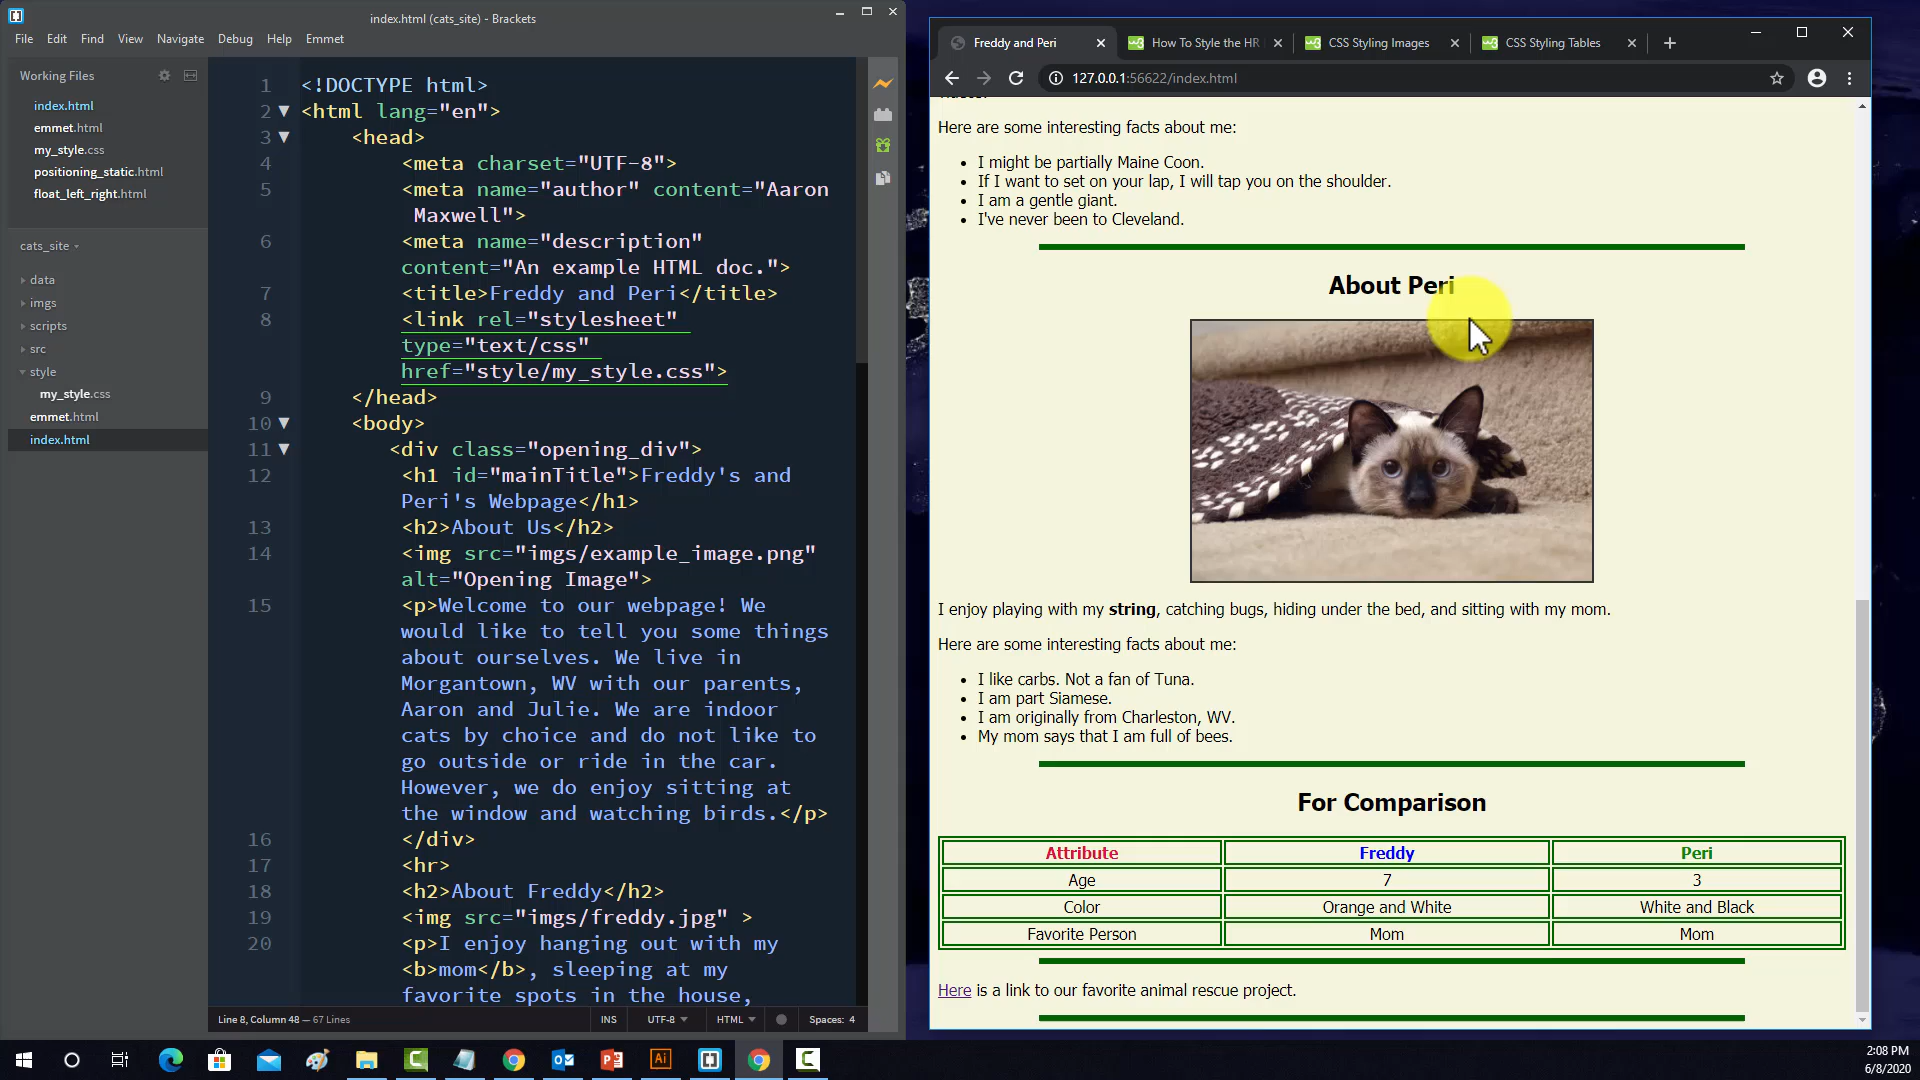 index.html (cats_site) - Brackets
File Edit Find View Navigate Debug Help Emmet
Working Files
index.html
emmet.html
my_style.css
positioning_static.html
float_left_right.html
cats_site
data
imgs
scripts
src
style
my_style.css
emmet.html
index.html
1 <!DOCTYPE html>
2 <html lang="en">
3 <head>
4 <meta charset="UTF-8">
5 <meta name="author" content="Aaron
Maxwell">
6 <meta name="description"
content="An example HTML doc.">
7 <title>Freddy and Peri</title>
8 <link rel="stylesheet"
type="text/css"
href="style/my_style.css">
9 </head>
10 <body>
11 <div class="opening_div">
12 <h1 id="mainTitle">Freddy's and
Peri's Webpage</h1>
13 <h2>About Us</h2>
14 <img src="imgs/example_image.png"
alt="Opening Image">
15 <p>Welcome to our webpage! We
would like to tell you some things
about ourselves. We live in
Morgantown, WV with our parents,
Aaron and Julie. We are indoor
cats by choice and do not like to
go outside or ride in the car.
However, we do enjoy sitting at
the window and watching birds.</p>
16 </div>
17 <hr>
18 <h2>About Freddy</h2>
19 <img src="imgs/freddy.jpg" >
20 <p>I enjoy hanging out with my
<b>mom</b>, sleeping at my
favorite spots in the house,
Line 8, Column 48 — 67 Lines INS UTF-8 HTML Spaces: 4
Freddy and Peri How To Style the HR CSS Styling Images CSS Styling Tables
127.0.0.1:56622/index.html
Here are some interesting facts about me:
• I might be partially Maine Coon.
• If I want to set on your lap, I will tap you on the shoulder.
• I am a gentle giant.
• I've never been to Cleveland.
About Peri
I enjoy playing with my string, catching bugs, hiding under the bed, and sitting with my mom.
Here are some interesting facts about me:
• I like carbs. Not a fan of Tuna.
• I am part Siamese.
• I am originally from Charleston, WV.
• My mom says that I am full of bees.
For Comparison
Attribute Freddy Peri
Age 7 3
Color Orange and White White and Black
Favorite Person Mom Mom
Here is a link to our favorite animal rescue project.
2:08 PM
6/8/2020